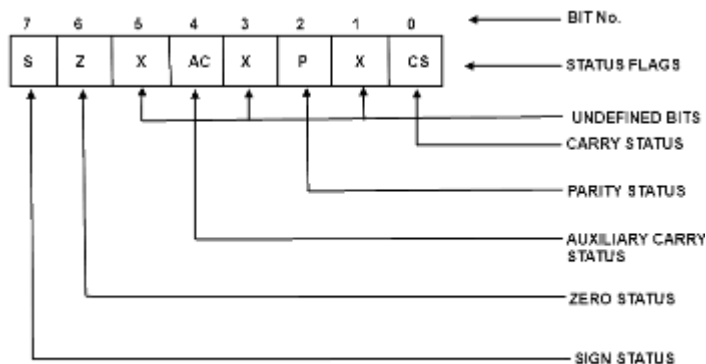 7 6 5 4 3 2 1 0
BIT No.
S Z X AC X P X CS
STATUS FLAGS
UNDEFINED BITS
CARRY STATUS
PARITY STATUS
AUXILIARY CARRY
STATUS
ZERO STATUS
SIGN STATUS